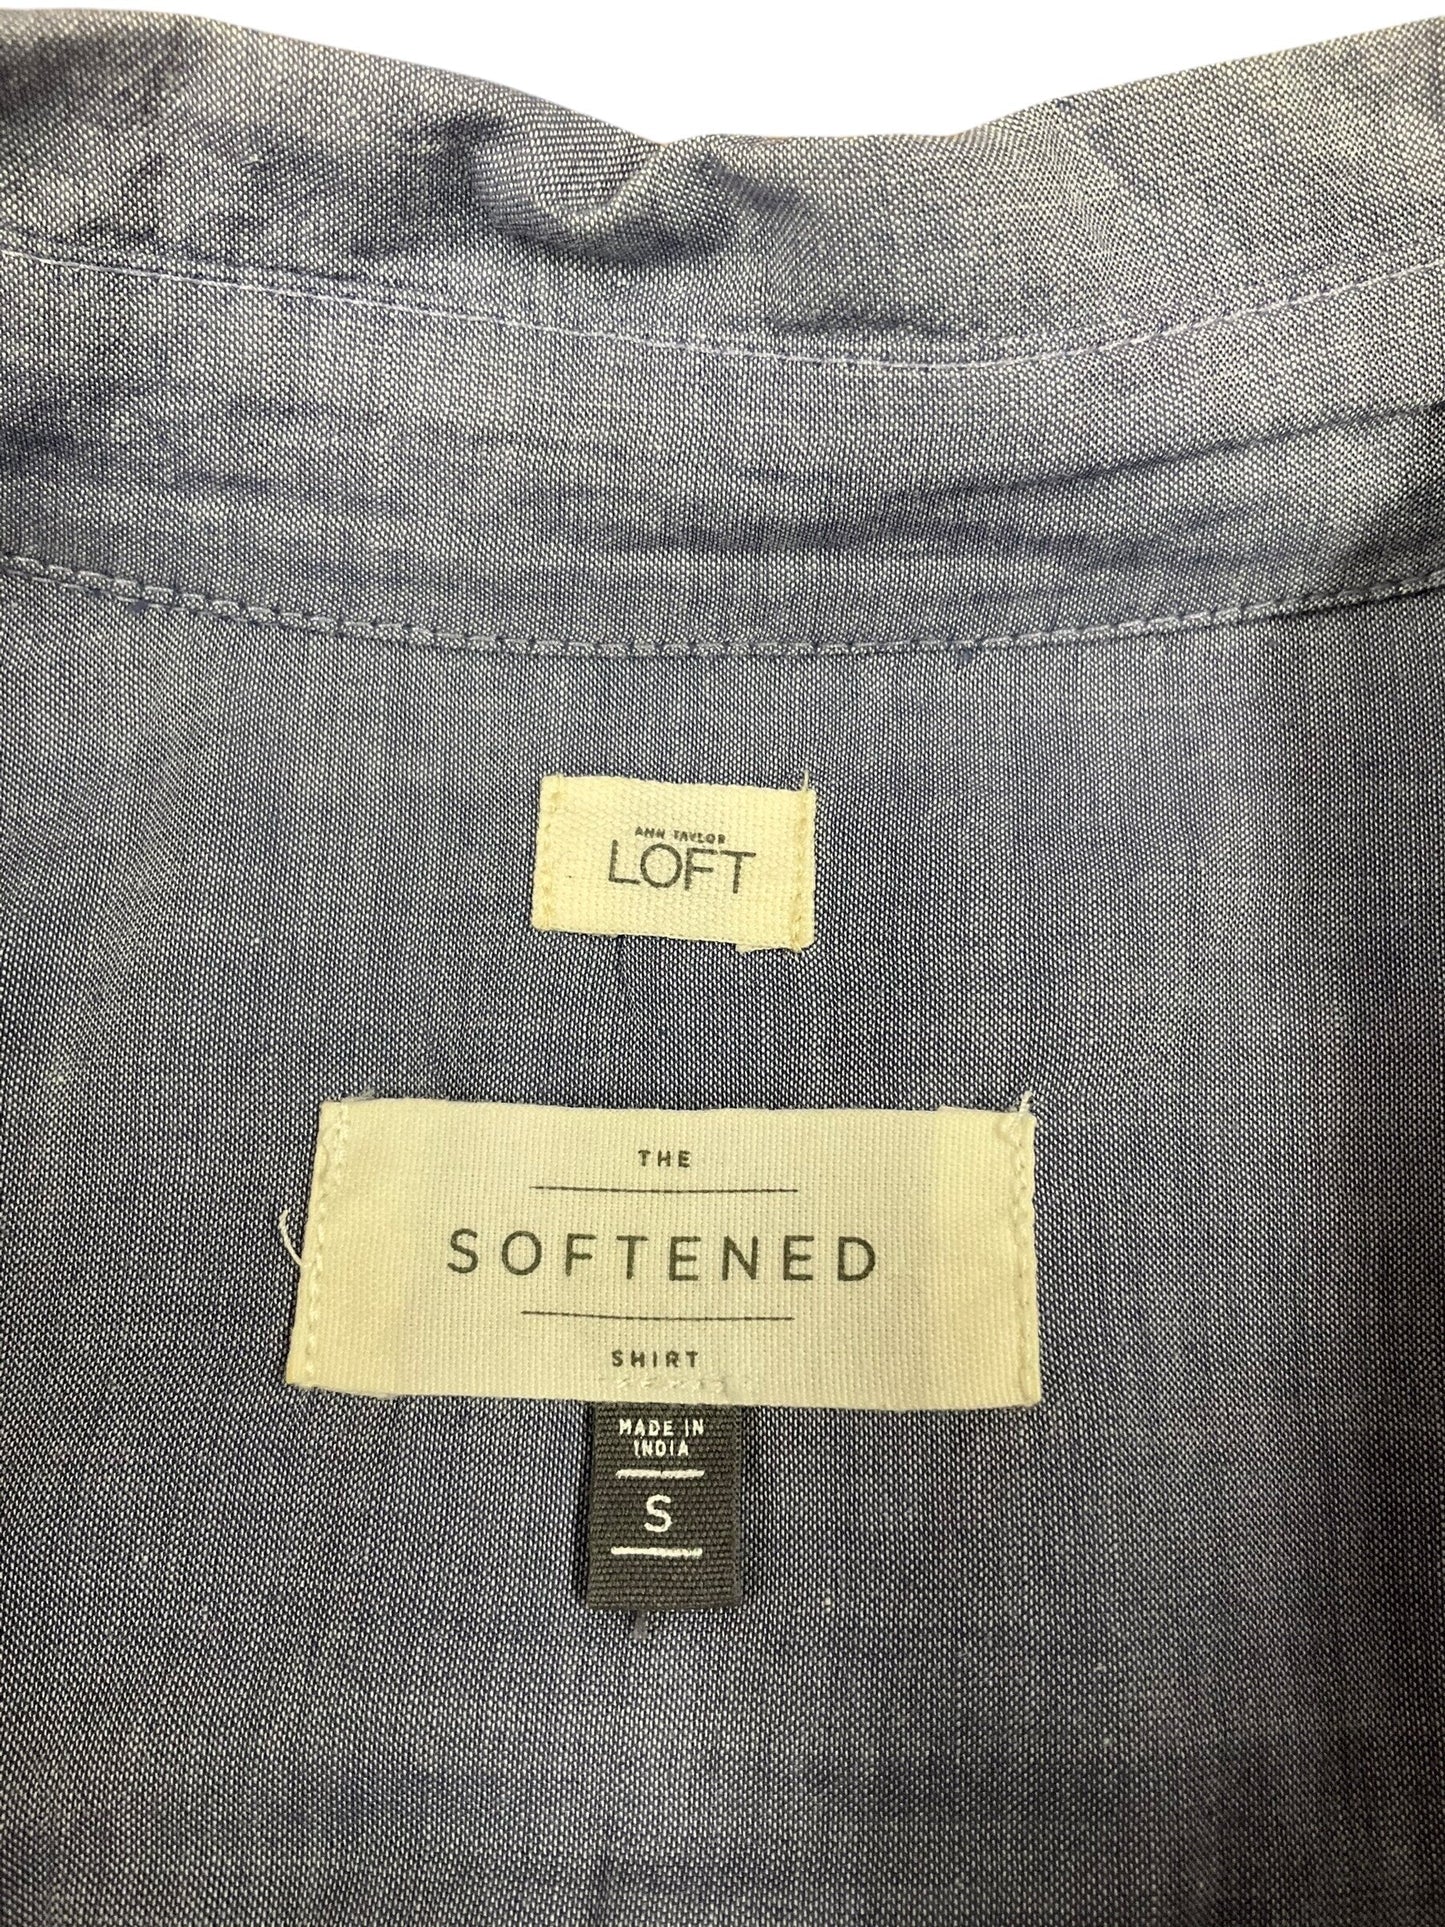 ANN TAYLOR
LOFT
THE
SOFTENED
SHIRT
MADE IN
INDIA
S